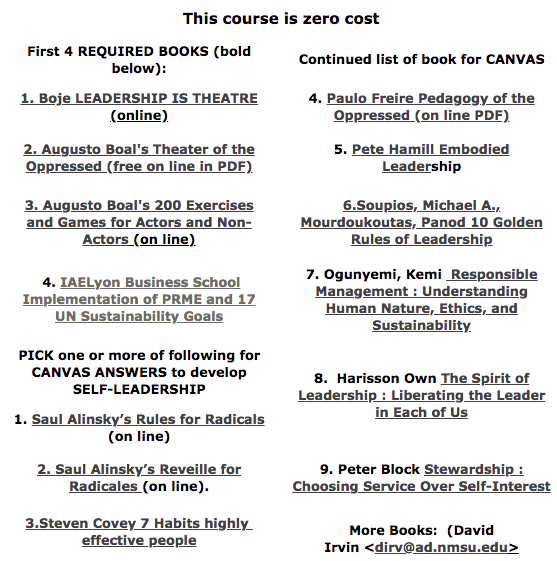 This course is zero cost
First 4 REQUIRED BOOKS (bold
below):
1. Boje LEADERSHIP IS THEATRE
(online)
2. Augusto Boal's Theater of the
Oppressed (free on line in PDF)
3. Augusto Boal's 200 Exercises
and Games for Actors and Non-
Actors (on line)
4. IAELyon Business School
Implementation of PRME and 17
UN Sustainability Goals
PICK one or more of following for
CANVAS ANSWERS to develop
SELF-LEADERSHIP
1. Saul Alinsky’s Rules for Radicals
(on line)
2. Saul Alinsky’s Reveille for
Radicales (on line).
3.Steven Covey 7 Habits highly
effective people
Continued list of book for CANVAS
4. Paulo Freire Pedagogy of the
Oppressed (on line PDF)
5. Pete Hamill Embodied
Leadership
6.Soupios, Michael A.,
Mourdoukoutas, Panod 10 Golden
Rules of Leadership
7. Ogunyemi, Kemi  Responsible
Management : Understanding
Human Nature, Ethics, and
Sustainability
8.  Harisson Own The Spirit of
Leadership : Liberating the Leader
in Each of Us
9. Peter Block Stewardship :
Choosing Service Over Self-Interest
More Books:  (David
Irvin <dirv@ad.nmsu.edu>